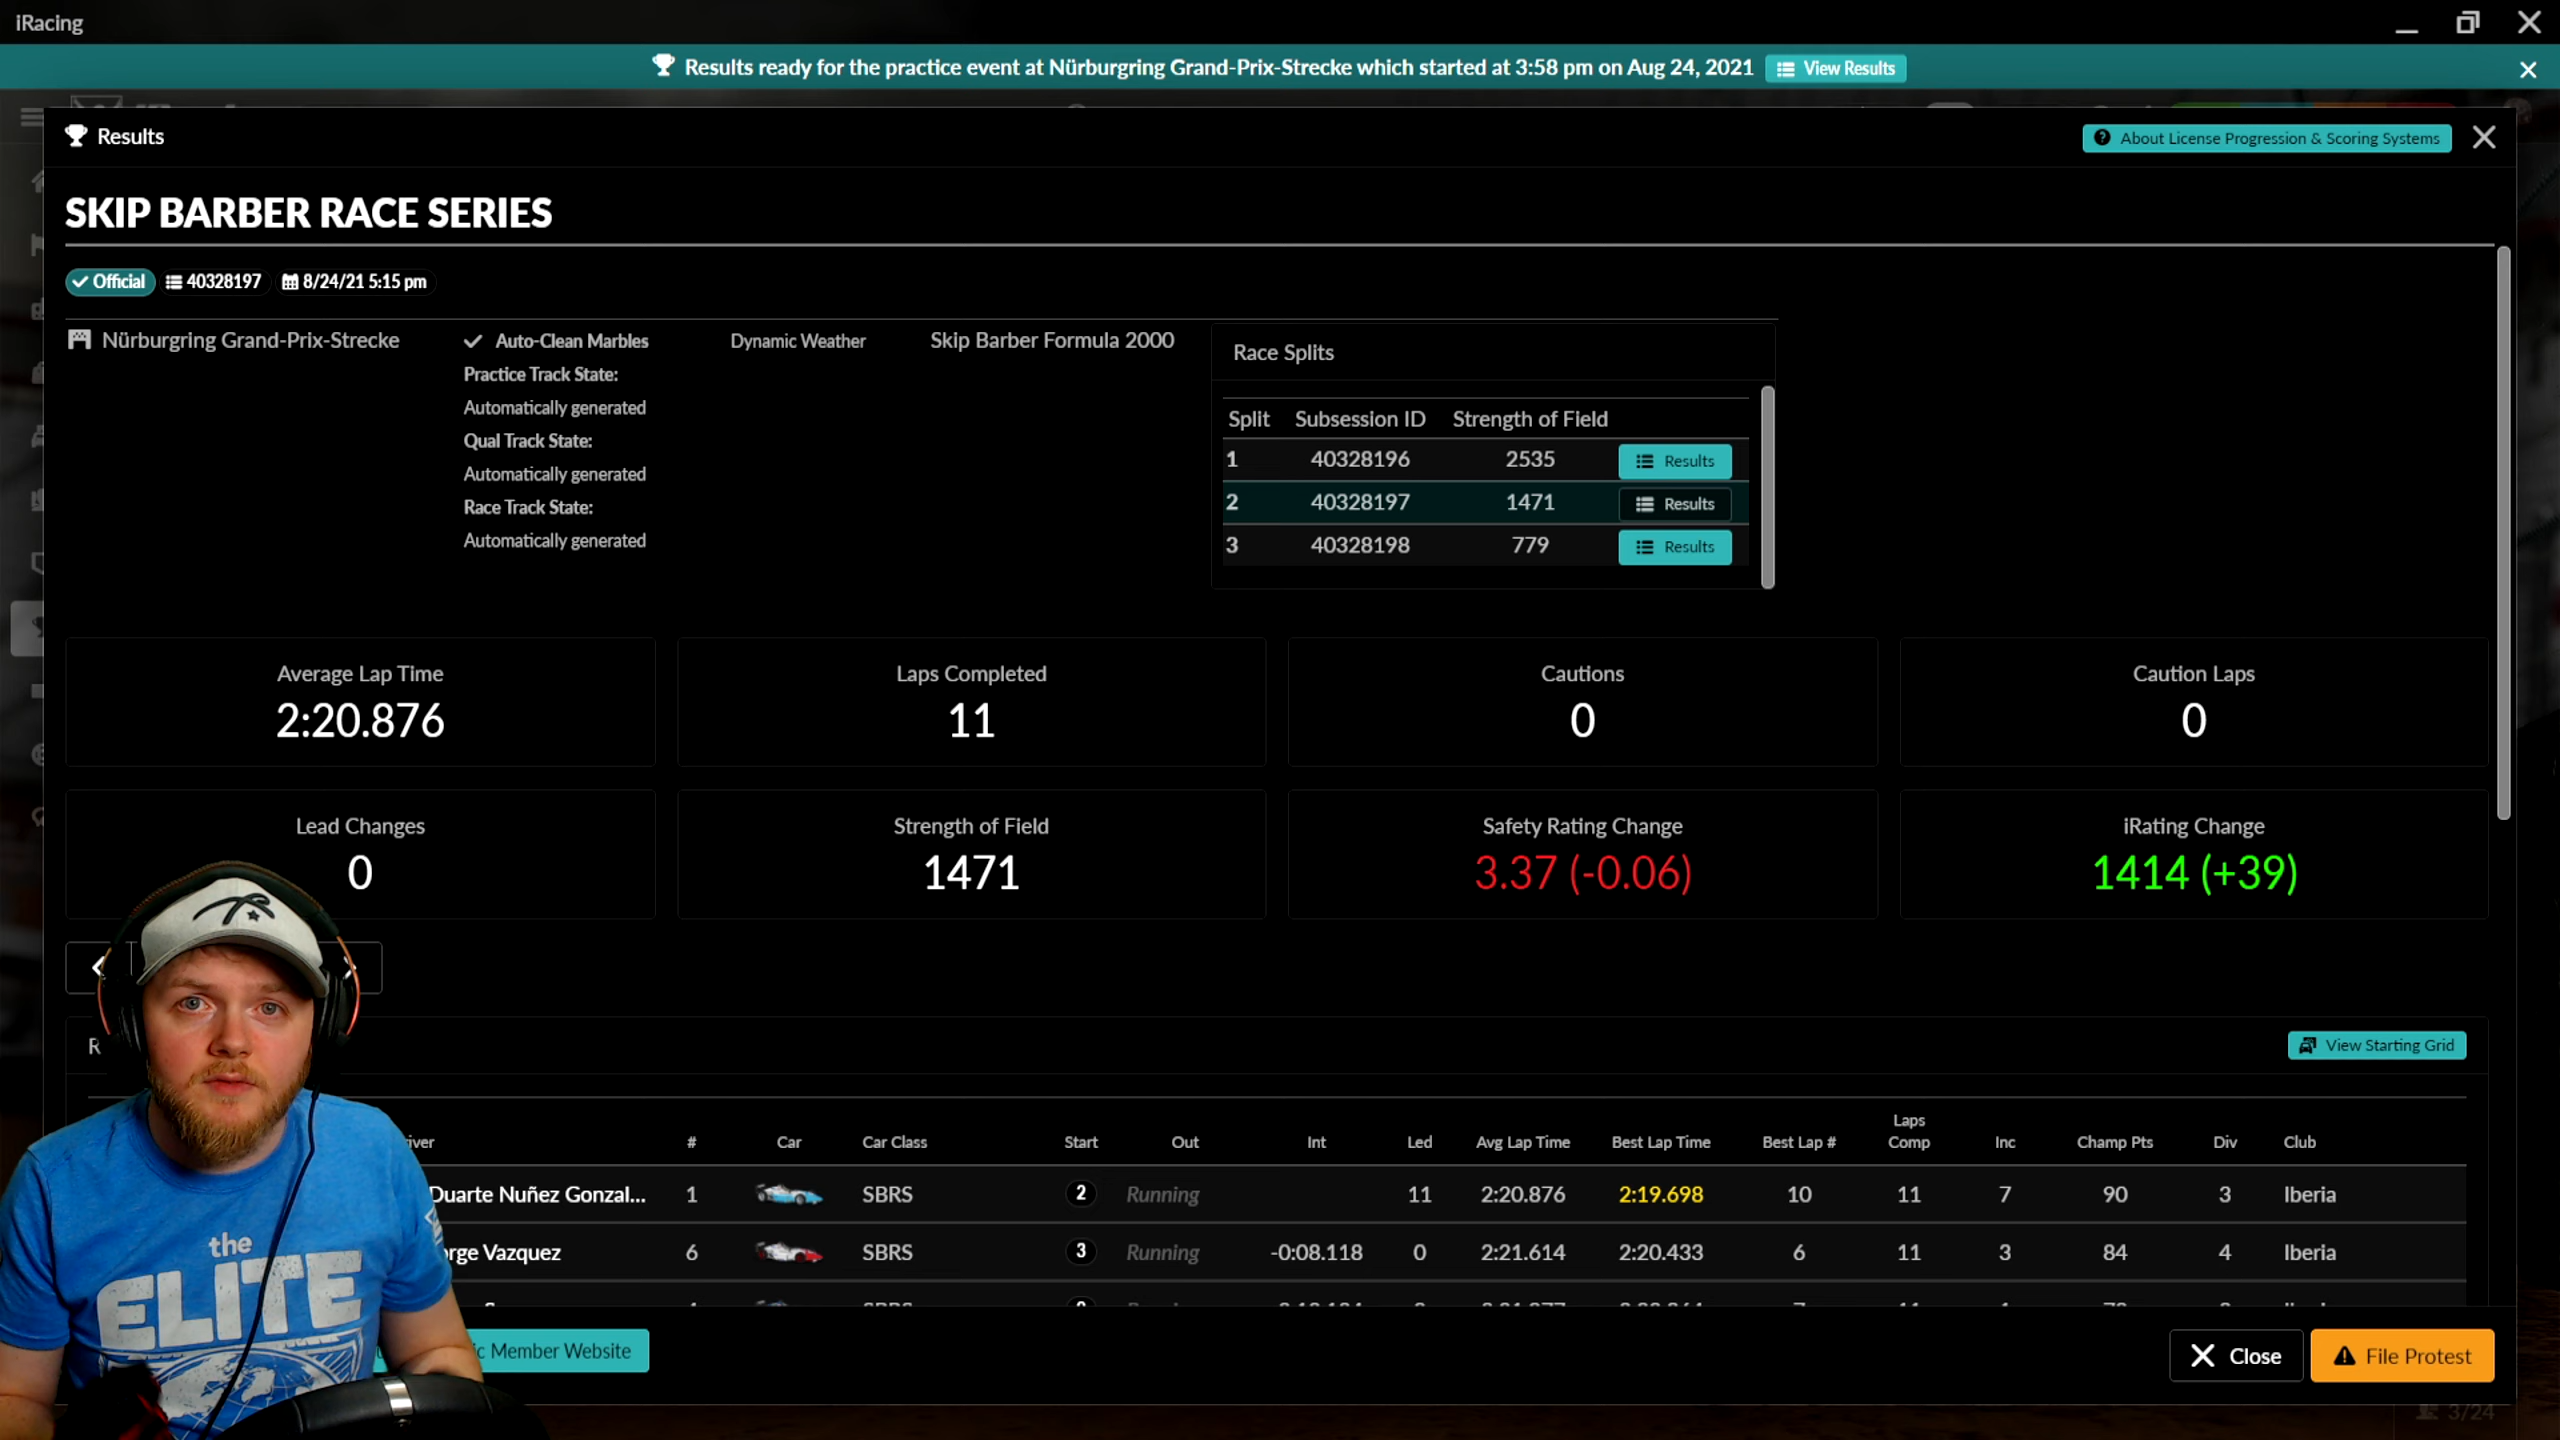 iRacing
Results ready for the practice event at Nürburgring Grand-Prix-Strecke which started at 3:58 pm on Aug 24, 2021 View Results
Results
About License Progression & Scoring Systems
SKIP BARBER RACE SERIES
Official 40328197 8/24/21 5:15 pm
Nürburgring Grand-Prix-Strecke
Auto-Clean Marbles
Practice Track State:
Automatically generated
Qual Track State:
Automatically generated
Race Track State:
Automatically generated
Dynamic Weather
Skip Barber Formula 2000
Race Splits
Split Subsession ID Strength of Field
1 40328196 2535 Results
2 40328197 1471 Results
3 40328198 779 Results
Average Lap Time
2:20.876
Laps Completed
11
Cautions
0
Caution Laps
0
Lead Changes
0
Strength of Field
1471
Safety Rating Change
3.37 (-0.06)
iRating Change
1414 (+39)
R
View Starting Grid
iver # Car Car Class Start Out Int Led Avg Lap Time Best Lap Time Best Lap # Laps Comp Inc Champ Pts Div Club
Duarte Nuñez Gonzal... 1 SBRS 2 Running 11 2:20.876 2:19.698 10 11 7 90 3 Iberia
rge Vazquez 6 SBRS 3 Running -0:08.118 0 2:21.614 2:20.433 6 11 3 84 4 Iberia
c Member Website
Close
File Protest
3/24
the
ELITE